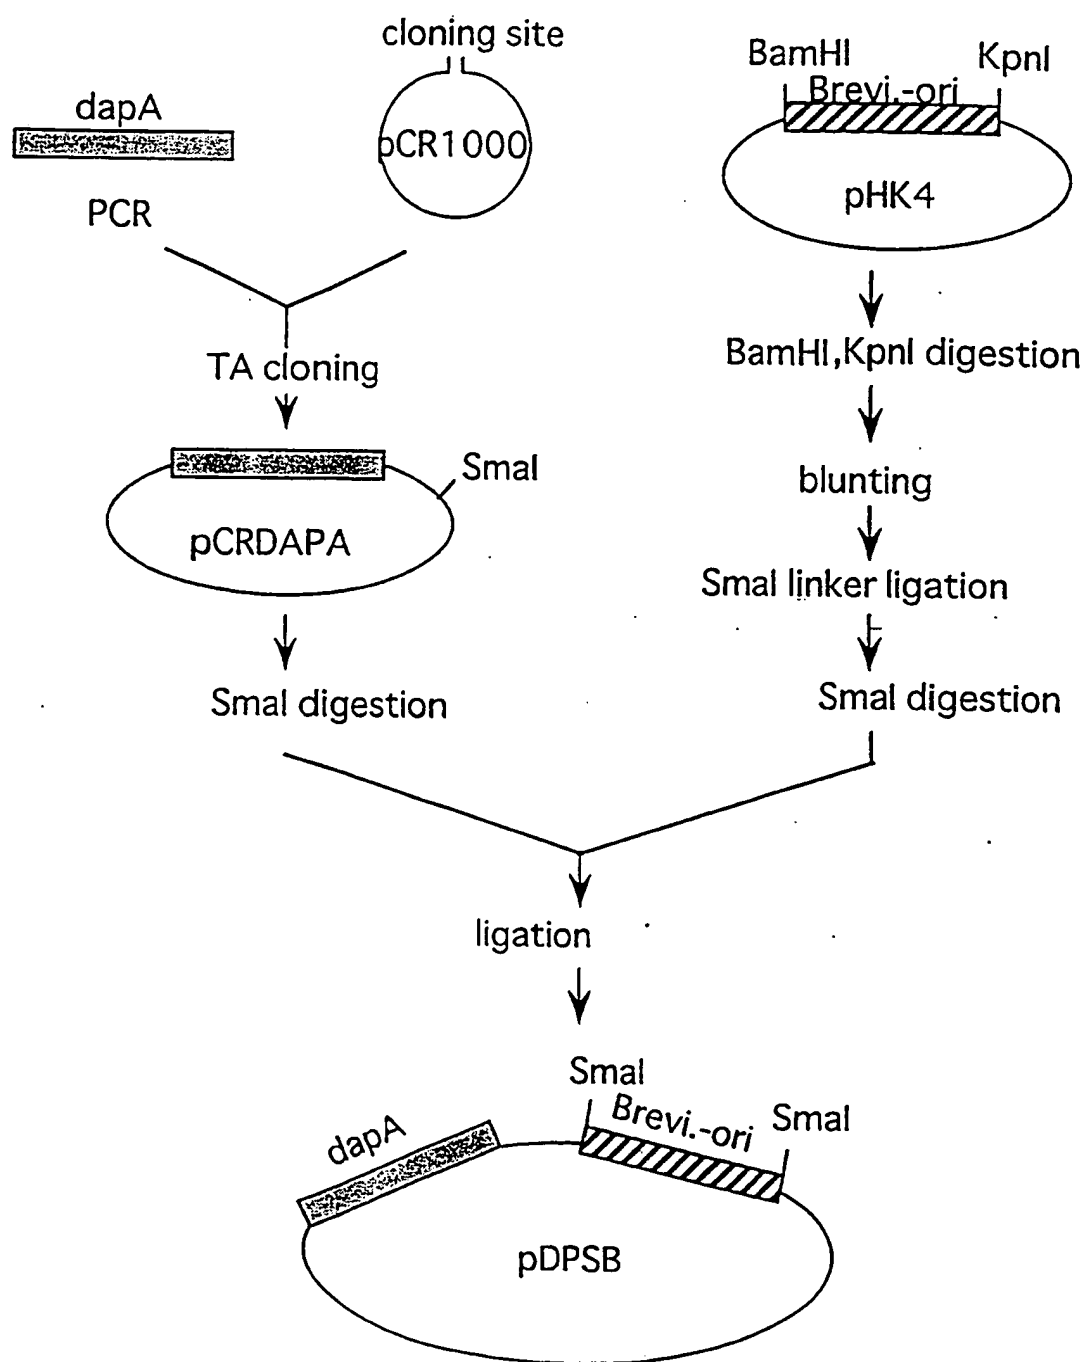 cloning site
dapA
pCR1000
PCR
TA cloning
SmaI
pCRDAPA
SmaI digestion
BamHI
KpnI
Brevi.-ori
pHK4
BamHI,KpnI digestion
blunting
SmaI linker ligation
SmaI digestion
ligation
SmaI
Brevi.-ori
SmaI
dapA
pDPSB